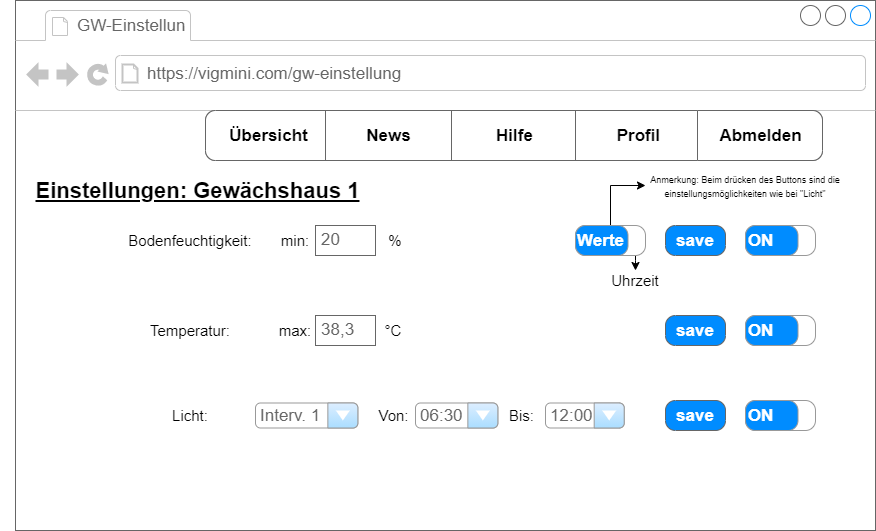 GW-Einstellun
https://vigmini.com/gw-einstellung
Übersicht News Hilfe Profil Abmelden
Einstellungen: Gewächshaus 1
Anmerkung: Beim drücken des Buttons sind die
einstellungsmöglichkeiten wie bei "Licht"
Bodenfeuchtigkeit: min: 20 % Werte save ON
Uhrzeit
Temperatur: max: 38,3 °C save ON
Licht: Interv. 1 Von: 06:30 Bis: 12:00 save ON